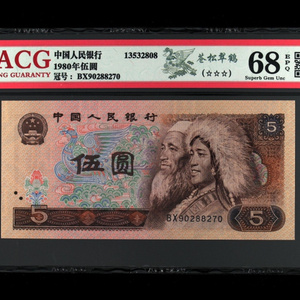 ACG
NG GUARANTY
中国人民银行
1980年伍圆
冠号：BX90288270
13532808
苍松翠鹤
(☆☆☆)
68
EPQ
Superb Gem Unc
中国人民银行
5
伍圆
5
BX90288270
5